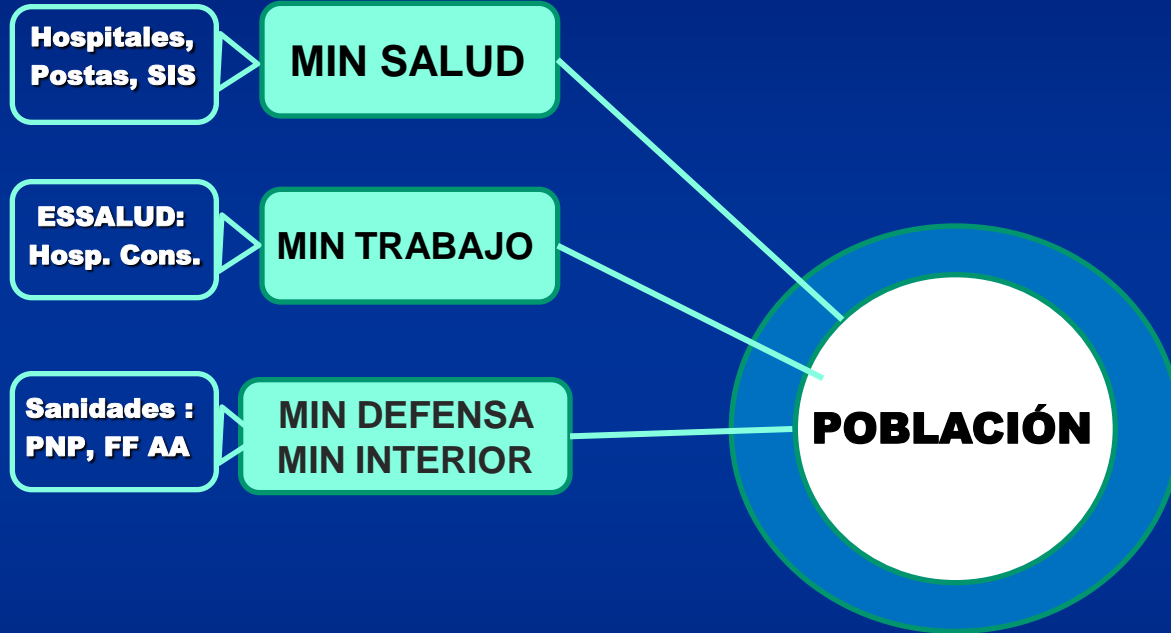 Hospitales,
Postas, SIS
MIN SALUD
ESSALUD:
Hosp. Cons.
MIN TRABAJO
Sanidades :
PNP, FF AA
MIN DEFENSA
MIN INTERIOR
POBLACIÓN